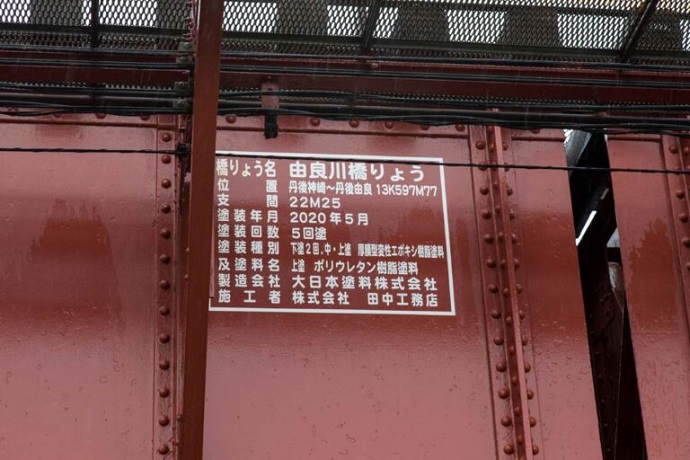 橋りょう名 由良川橋りょう
位置 丹後神崎～丹後由良 13K597M77
支間 22M25
塗装年月 2020年5月
塗装回数 5回塗
塗装種別 下塗2回、中・上塗 厚膜型変性エポキシ樹脂塗料
及塗料名 上塗 ポリウレタン樹脂塗料
製造会社 大日本塗料株式会社
施工者 株式会社 田中工務店